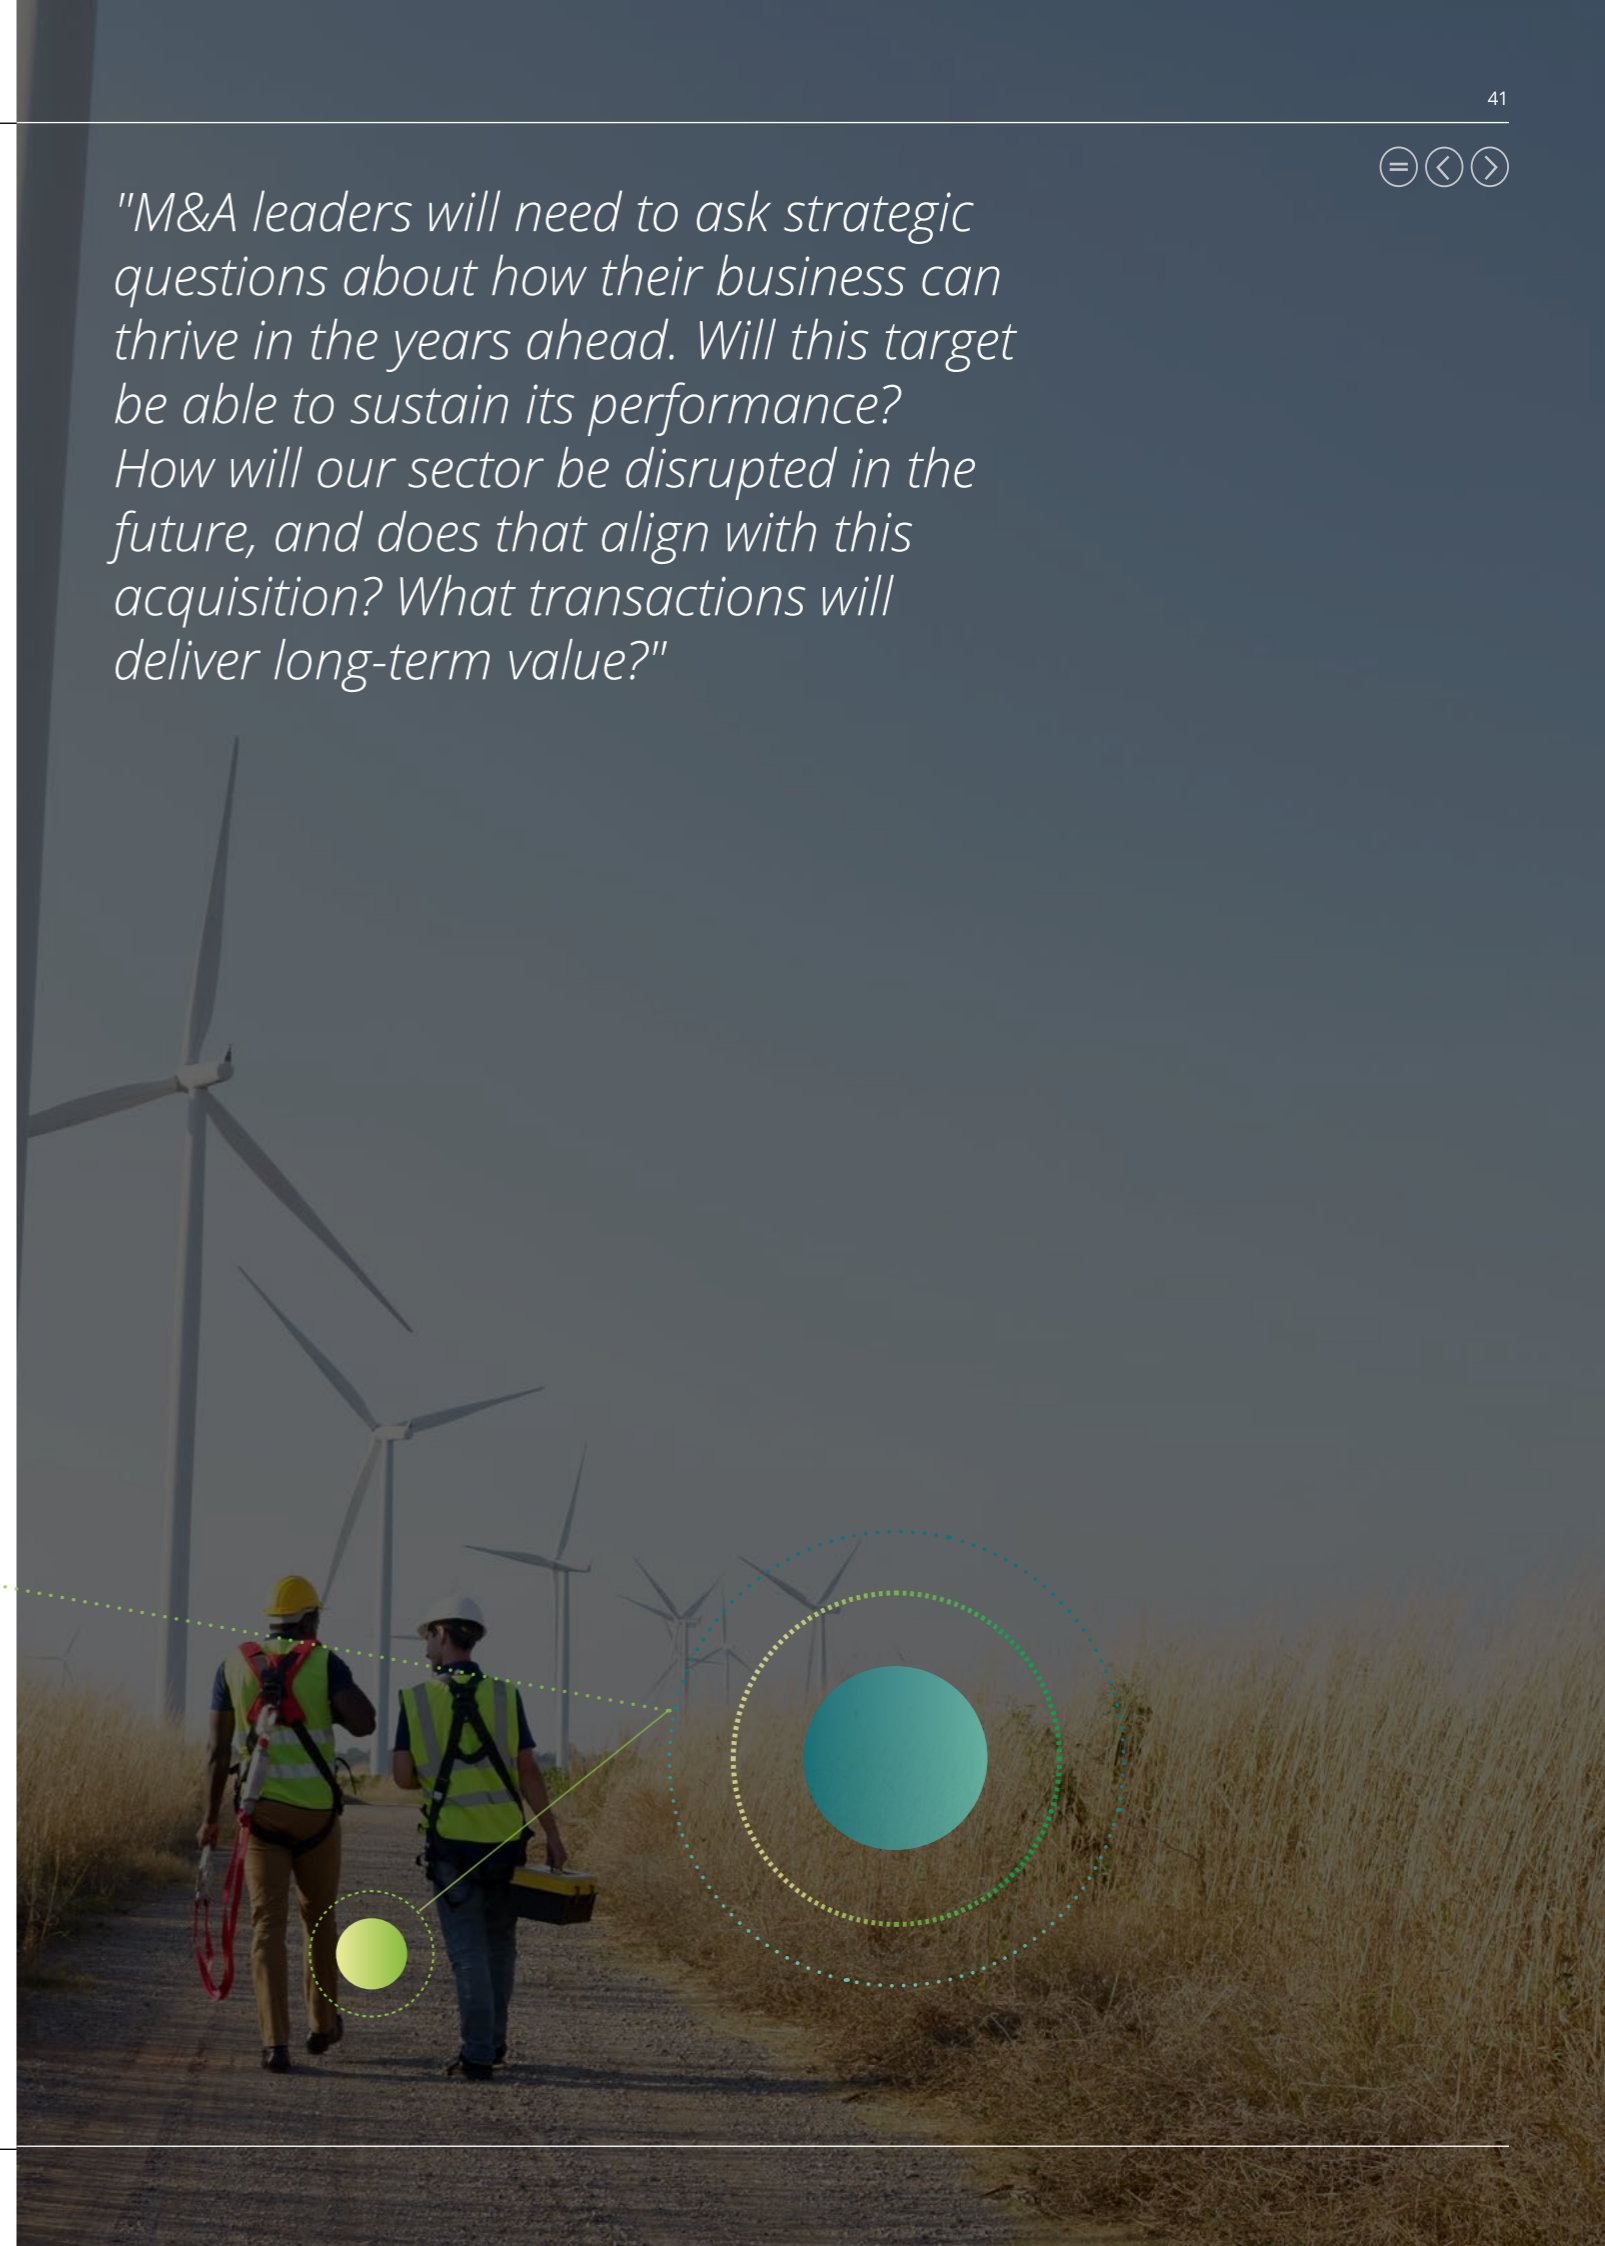 41
"M&A leaders will need to ask strategic
questions about how their business can
thrive in the years ahead. Will this target
be able to sustain its performance?
How will our sector be disrupted in the
future, and does that align with this
acquisition? What transactions will
deliver long-term value?"